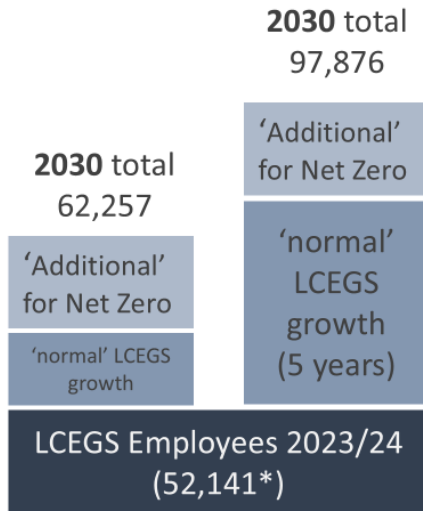 2030 total
97,876
'Additional'
for Net Zero
2030 total
62,257
'normal'
LCEGS
growth
(5 years)
'Additional'
for Net Zero
'normal' LCEGS
growth
LCEGS Employees 2023/24
(52,141*)